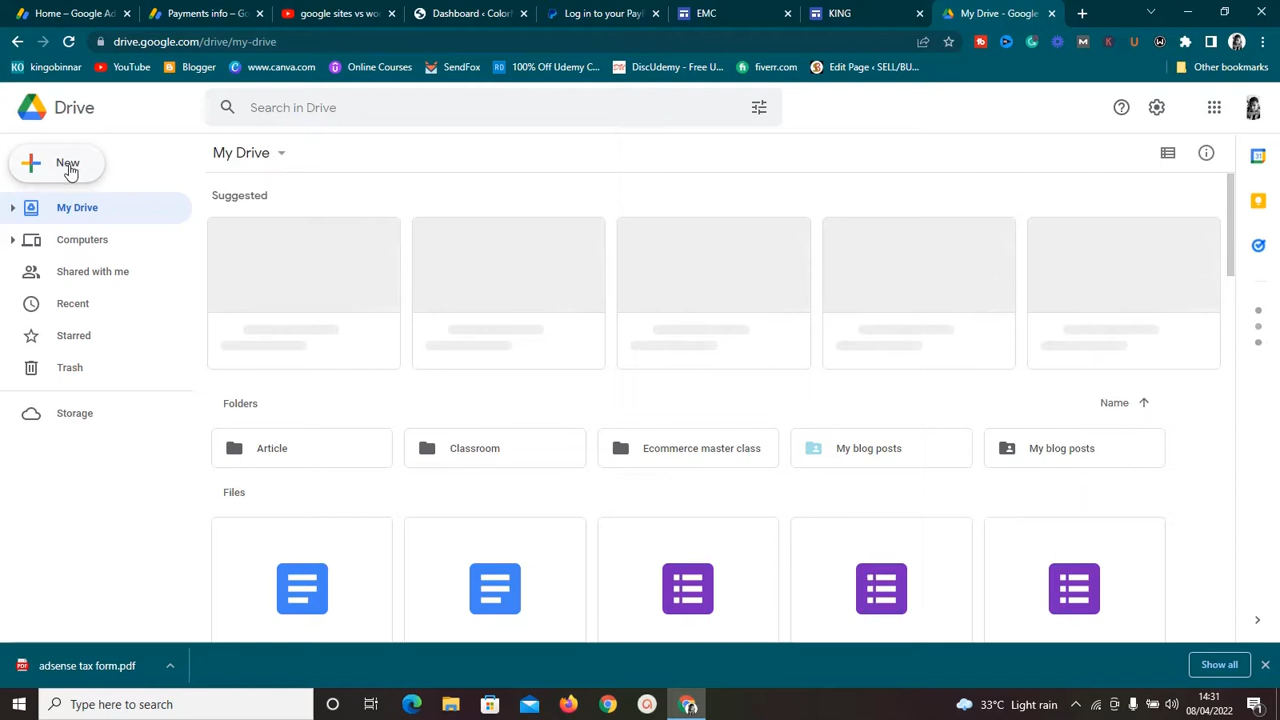 Home – Google Ad
Payments info – Go
google sites vs wo
Dashboard ‹ Colorl
Log in to your PayP
EMC
KING
My Drive - Google
drive.google.com/drive/my-drive
kingobinnar
YouTube
Blogger
www.canva.com
Online Courses
SendFox
100% Off Udemy C...
DiscUdemy - Free U...
fiverr.com
Edit Page ‹ SELL/BU...
Other bookmarks
Drive
Search in Drive
New
My Drive
My Drive
Computers
Shared with me
Recent
Starred
Trash
Storage
Suggested
Folders
Name
Article
Classroom
Ecommerce master class
My blog posts
My blog posts
Files
adsense tax form.pdf
Show all
Type here to search
33°C Light rain
14:31
08/04/2022